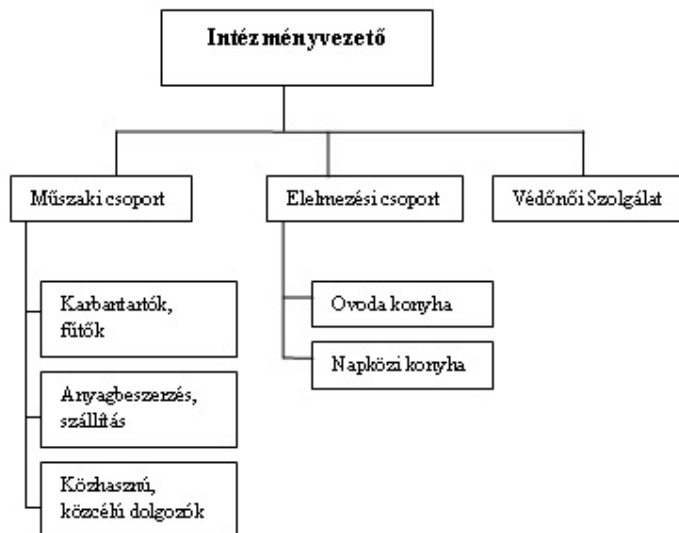 Intézményvezető
Műszaki csoport
Elelmezési csoport
Védőnői Szolgálat
Karbantartók,
fűtők
Anyagbeszerzés,
szállítás
Közhasznú,
közcélú dolgozók
Ovoda konyha
Napközi konyha